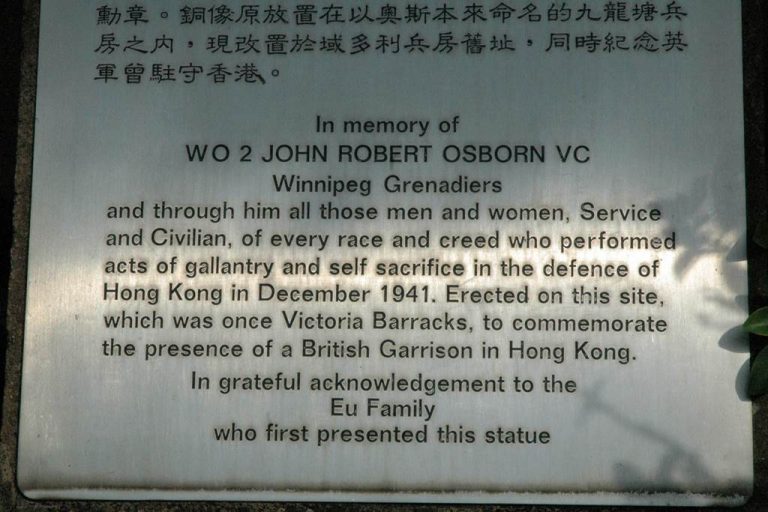 勳章。銅像原放置在以奧斯本來命名的九龍塘兵
房之內，現改置於域多利兵房舊址，同時紀念英
軍曾駐守香港。
In memory of
WO 2 JOHN ROBERT OSBORN VC
Winnipeg Grenadiers
and through him all those men and women, Service
and Civilian, of every race and creed who performed
acts of gallantry and self sacrifice in the defence of
Hong Kong in December 1941. Erected on this site,
which was once Victoria Barracks, to commemorate
the presence of a British Garrison in Hong Kong.
In grateful acknowledgement to the
Eu Family
who first presented this statue